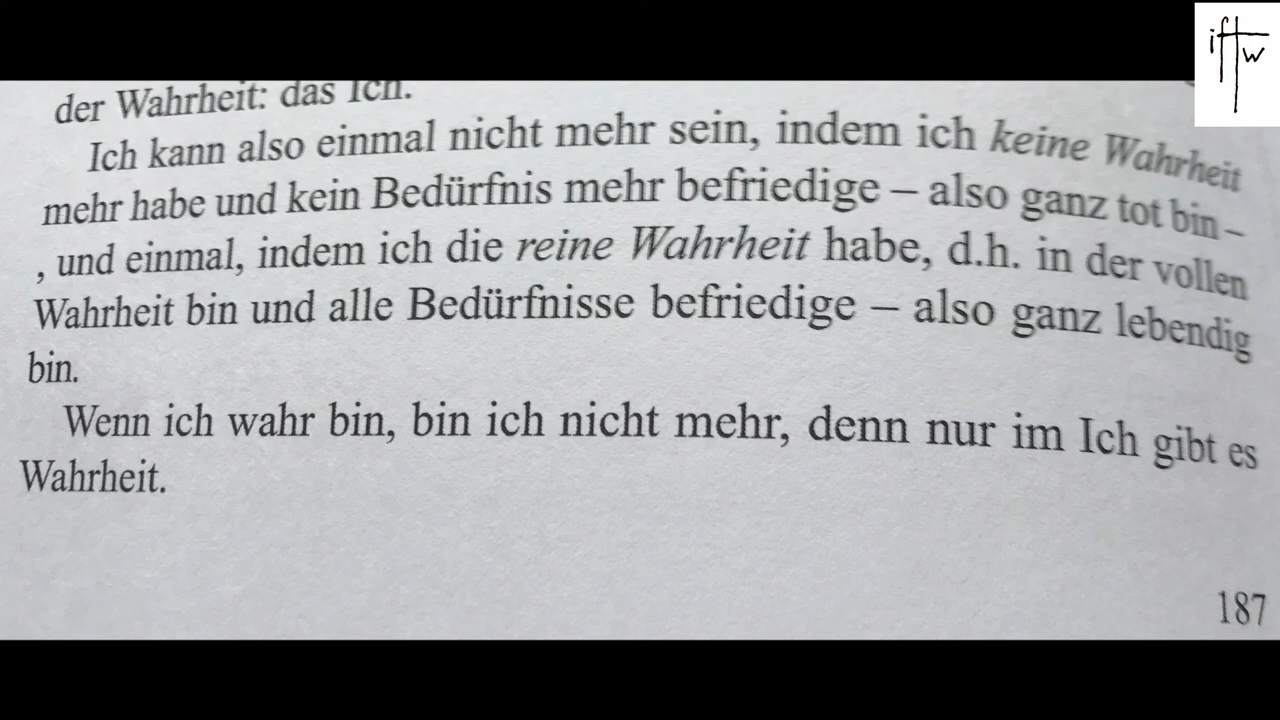 iftw
der Wahrheit: das Ich.
Ich kann also einmal nicht mehr sein, indem ich keine Wahrheit
mehr habe und kein Bedürfnis mehr befriedige – also ganz tot bin –
, und einmal, indem ich die reine Wahrheit habe, d.h. in der vollen
Wahrheit bin und alle Bedürfnisse befriedige – also ganz lebendig
bin.
Wenn ich wahr bin, bin ich nicht mehr, denn nur im Ich gibt es
Wahrheit.
187